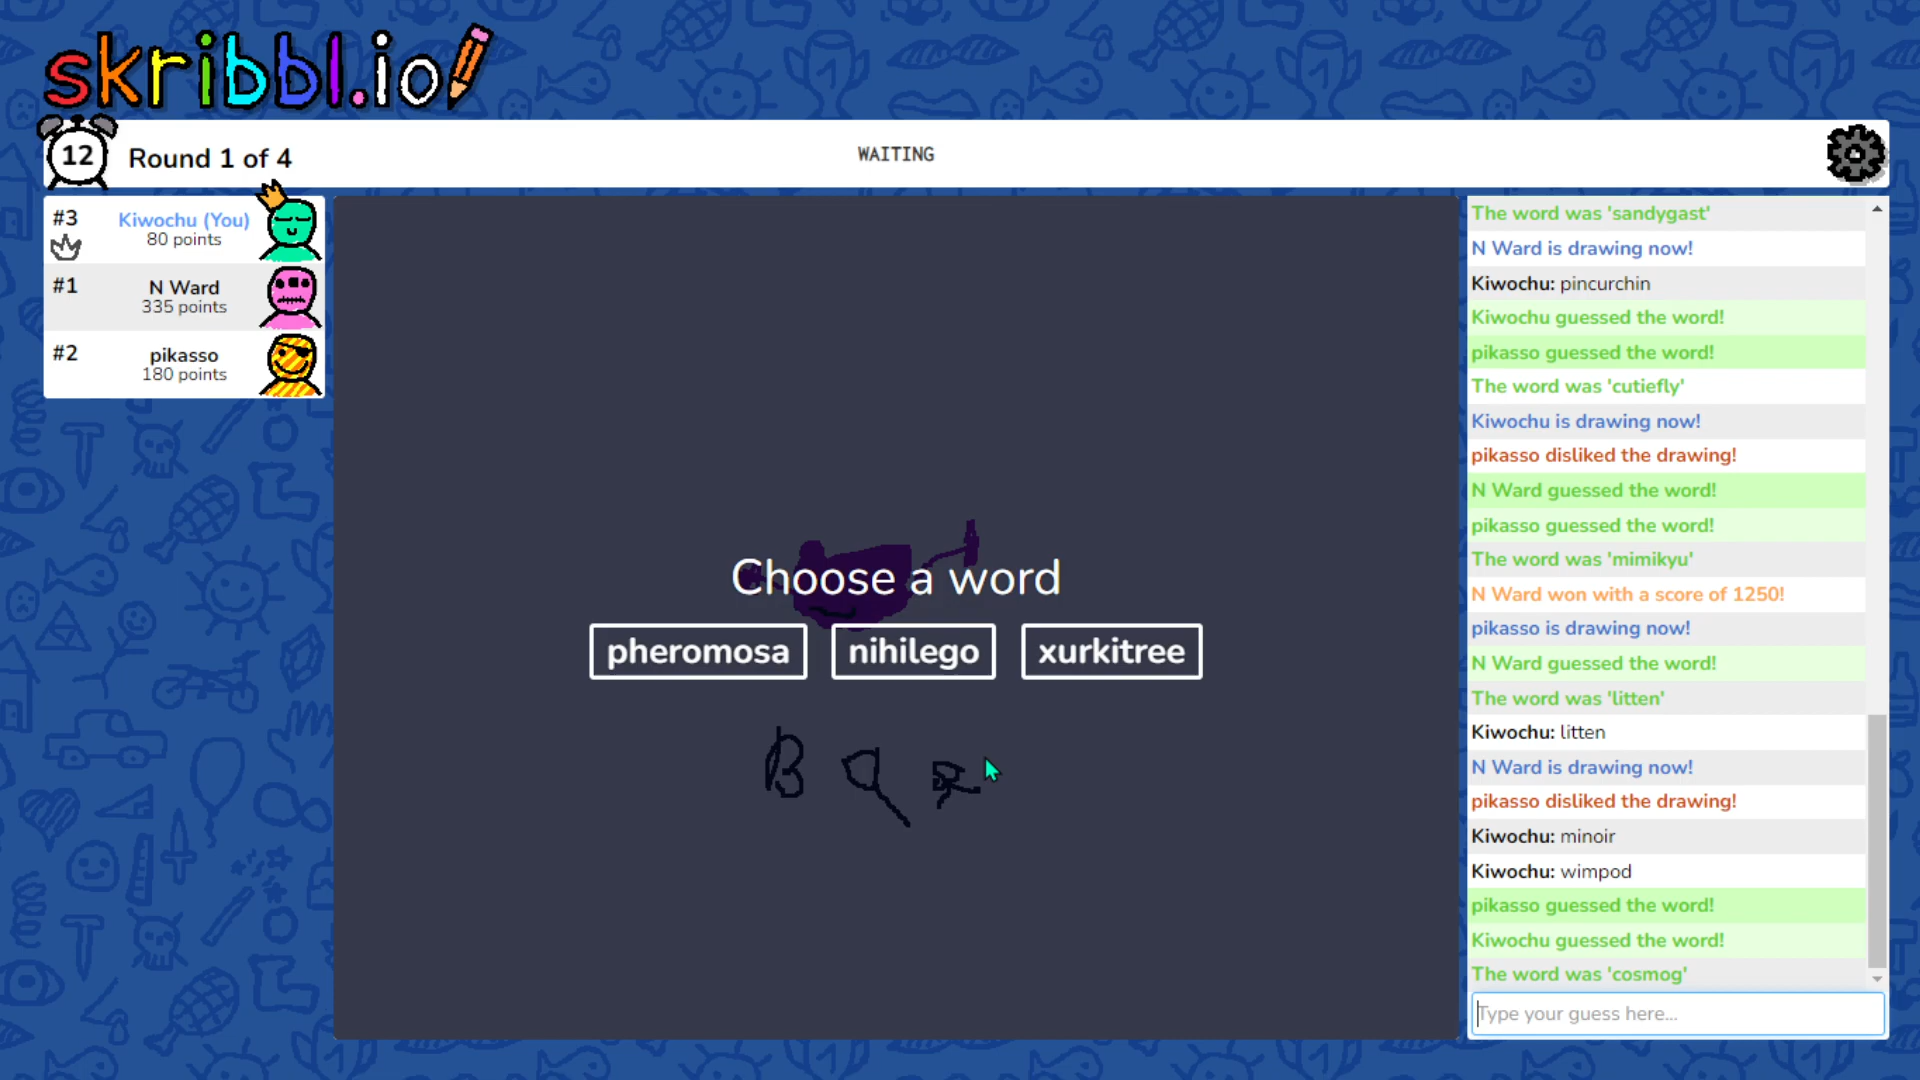 skribbl.io
12
Round 1 of 4
WAITING
#3
Kiwochu (You)
80 points
#1
N Ward
335 points
#2
pikasso
180 points
Choose a word
pheromosa
nihilego
xurkitree
The word was 'sandygast'
N Ward is drawing now!
Kiwochu: pincurchin
Kiwochu guessed the word!
pikasso guessed the word!
The word was 'cutiefly'
Kiwochu is drawing now!
pikasso disliked the drawing!
N Ward guessed the word!
pikasso guessed the word!
The word was 'mimikyu'
N Ward won with a score of 1250!
pikasso is drawing now!
N Ward guessed the word!
The word was 'litten'
Kiwochu: litten
N Ward is drawing now!
pikasso disliked the drawing!
Kiwochu: minoir
Kiwochu: wimpod
pikasso guessed the word!
Kiwochu guessed the word!
The word was 'cosmog'
Type your guess here...